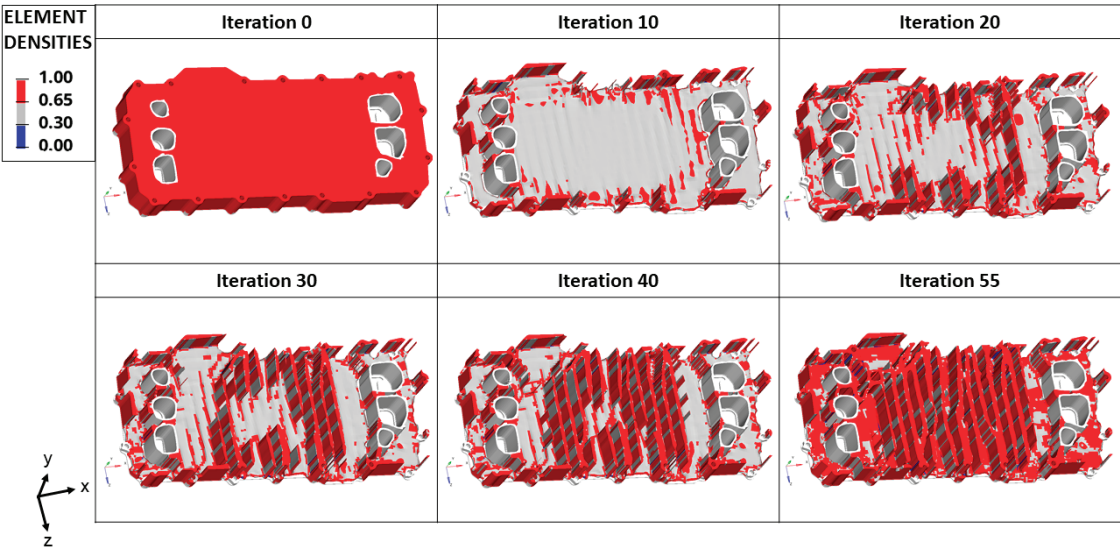 ELEMENT
DENSITIES
1.00
0.65
0.30
0.00
Iteration 0
Iteration 10
Iteration 20
Iteration 30
Iteration 40
Iteration 55
y
x
z